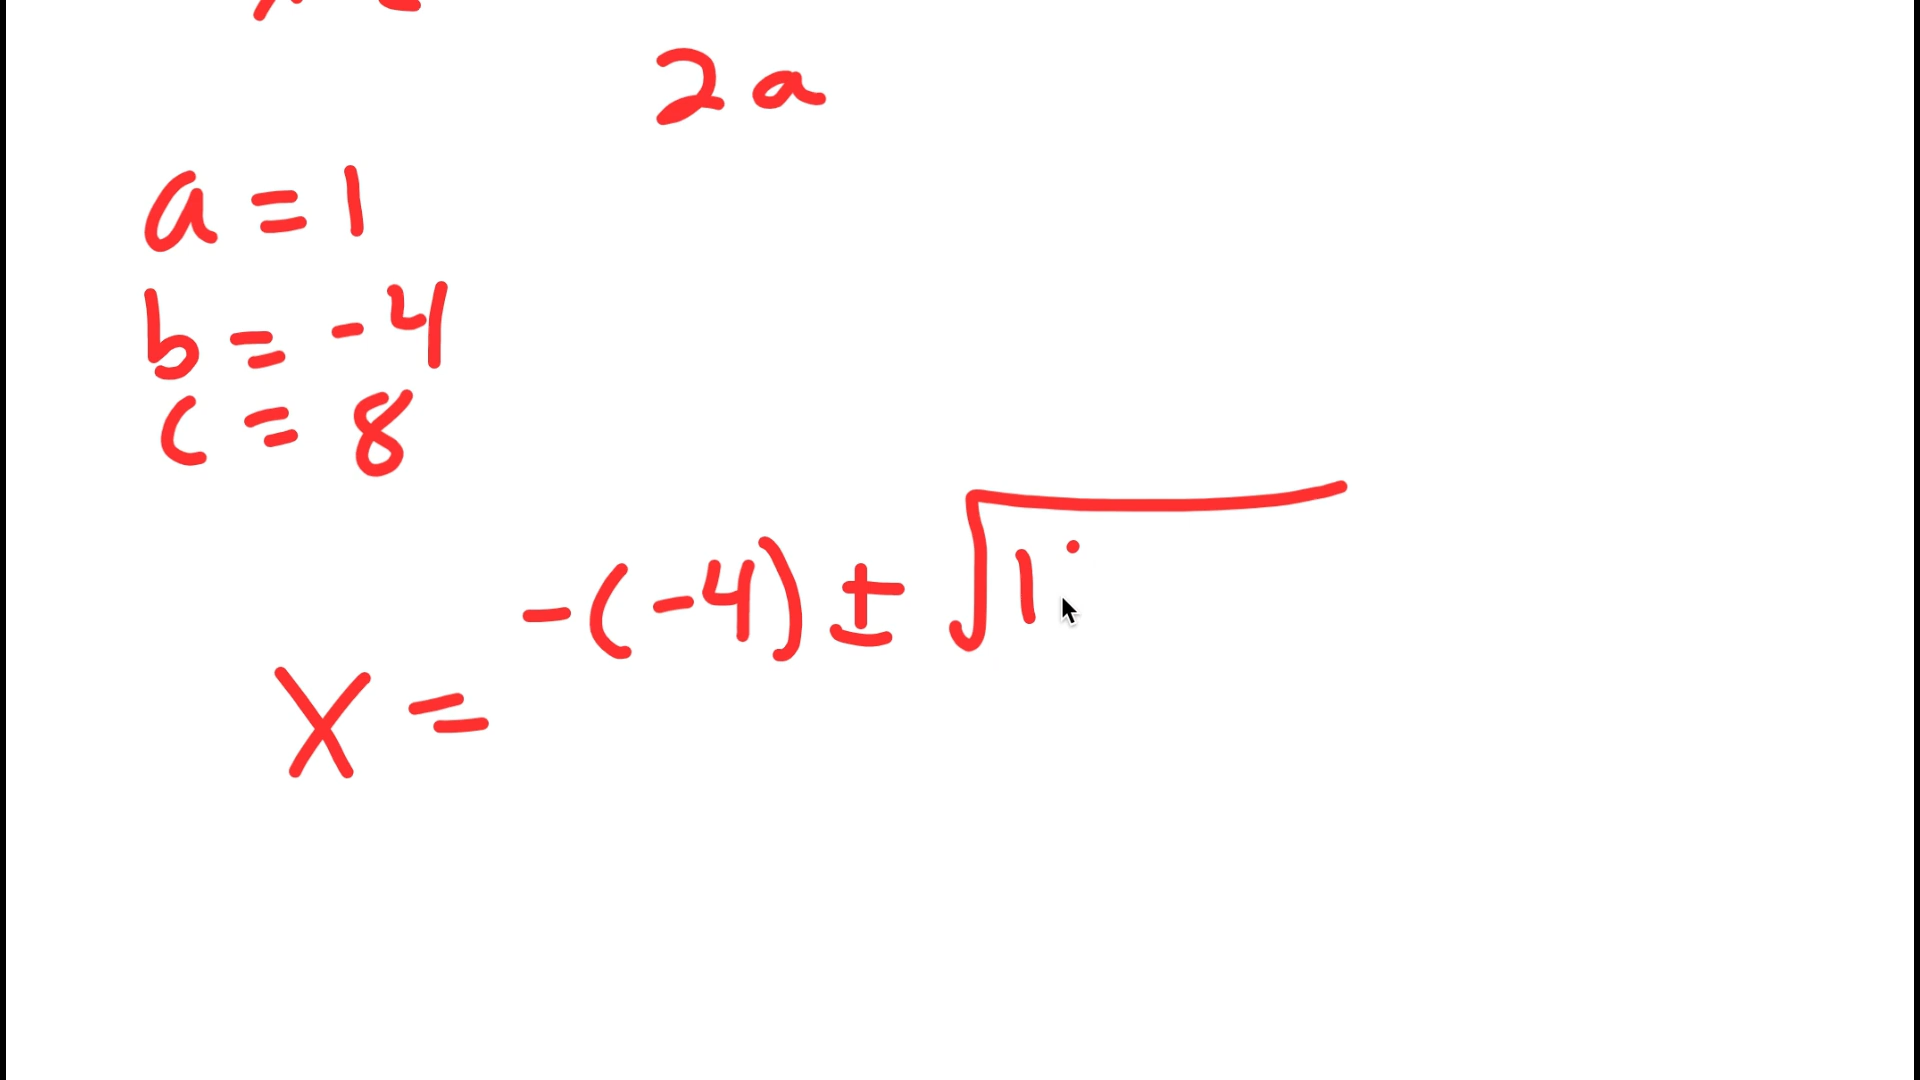 2a
a = 1
b = -4
c = 8
-(-4) ± √1
x =